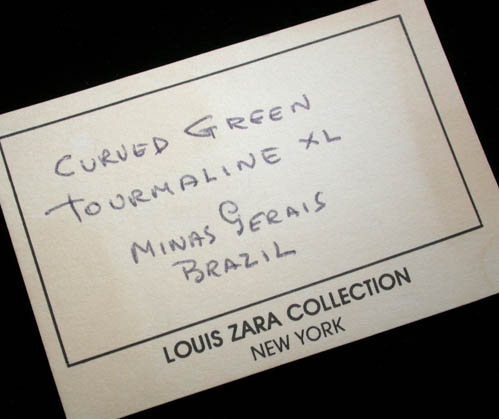 CURVED GREEN
TOURMALINE XL
MINAS GERAIS
BRAZIL
LOUIS ZARA COLLECTION
NEW YORK